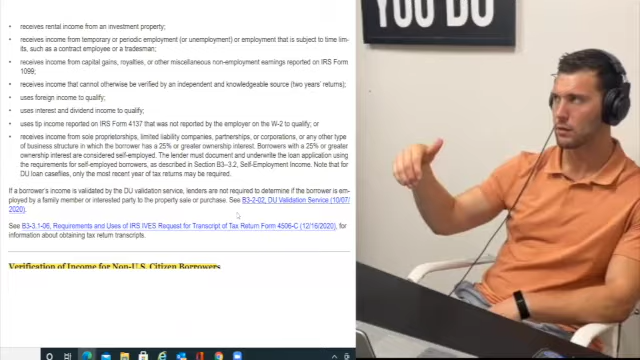 YOU DO
• receives rental income from an investment property;
• receives income from temporary or periodic employment (or unemployment) or employment that is subject to time lim-
its, such as a contract employee or a tradesman;
• receives income from capital gains, royalties, or other miscellaneous non-employment earnings reported on IRS Form
1099;
• receives income that cannot otherwise be verified by an independent and knowledgeable source (two years' returns);
• uses foreign income to qualify;
• uses interest and dividend income to qualify;
• uses tip income reported on IRS Form 4137 that was not reported by the employer on the W-2 to qualify; or
• receives income from sole proprietorships, limited liability companies, partnerships, or corporations, or any other type
of business structure in which the borrower has a 25% or greater ownership interest. Borrowers with a 25% or greater
ownership interest are considered self-employed. The lender must document and underwrite the loan application using
the requirements for self-employed borrowers, as described in Section B3-3.2, Self-Employment Income. Note that for
DU loan casefiles, only the most recent year of tax returns may be required.
If a borrower's income is validated by the DU validation service, lenders are not required to determine if the borrower is em-
ployed by a family member or interested party to the property sale or purchase. See B3-2-02, DU Validation Service (10/07/
2020).
See B3-3.1-06, Requirements and Uses of IRS IVES Request for Transcript of Tax Return Form 4506-C (12/16/2020), for
information about obtaining tax return transcripts.
Verification of Income for Non-U.S. Citizen Borrowers